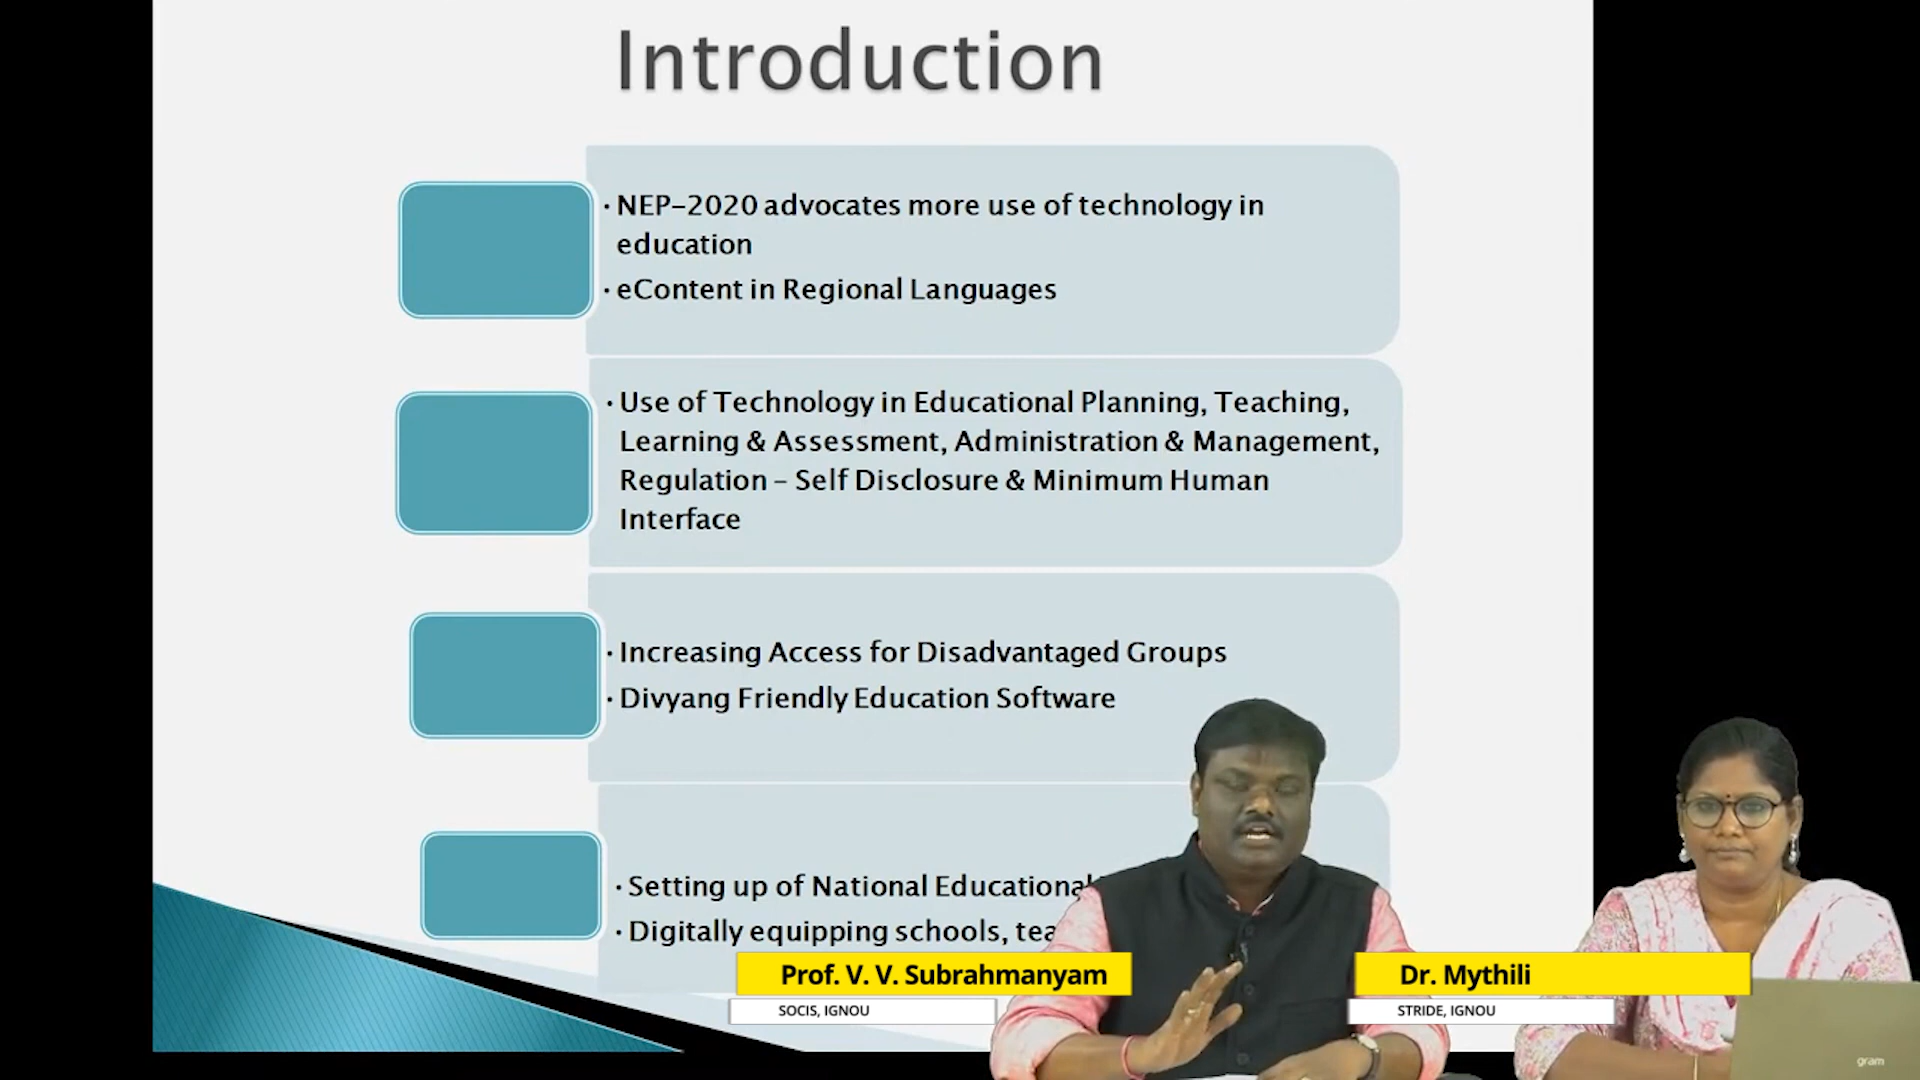 Introduction
• NEP-2020 advocates more use of technology in
education
• eContent in Regional Languages
• Use of Technology in Educational Planning, Teaching,
Learning & Assessment, Administration & Management,
Regulation – Self Disclosure & Minimum Human
Interface
• Increasing Access for Disadvantaged Groups
• Divyang Friendly Education Software
• Setting up of National Educational
• Digitally equipping schools,
Prof. V. V. Subrahmanyam
SOCIS, IGNOU
Dr. Mythili
STRIDE, IGNOU
gram